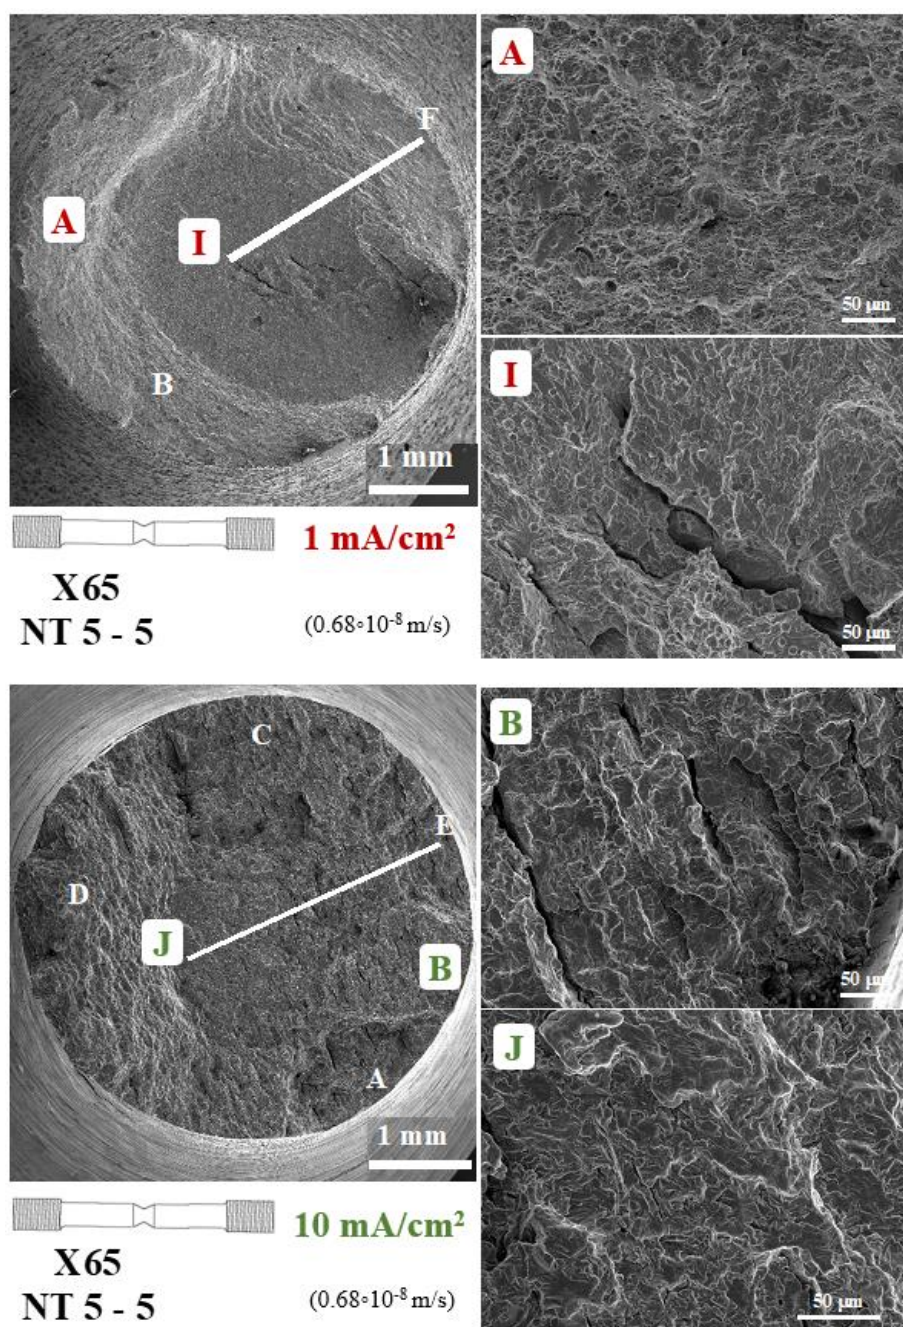 A
F
A
I
B
1 mm
50 µm
I
50 µm
1 mA/cm²
X65
NT 5 - 5
(0.68∘10⁻⁸ m/s)
C
E
D
J
B
A
1 mm
B
50 µm
J
50 µm
10 mA/cm²
X65
NT 5 - 5
(0.68∘10⁻⁸ m/s)